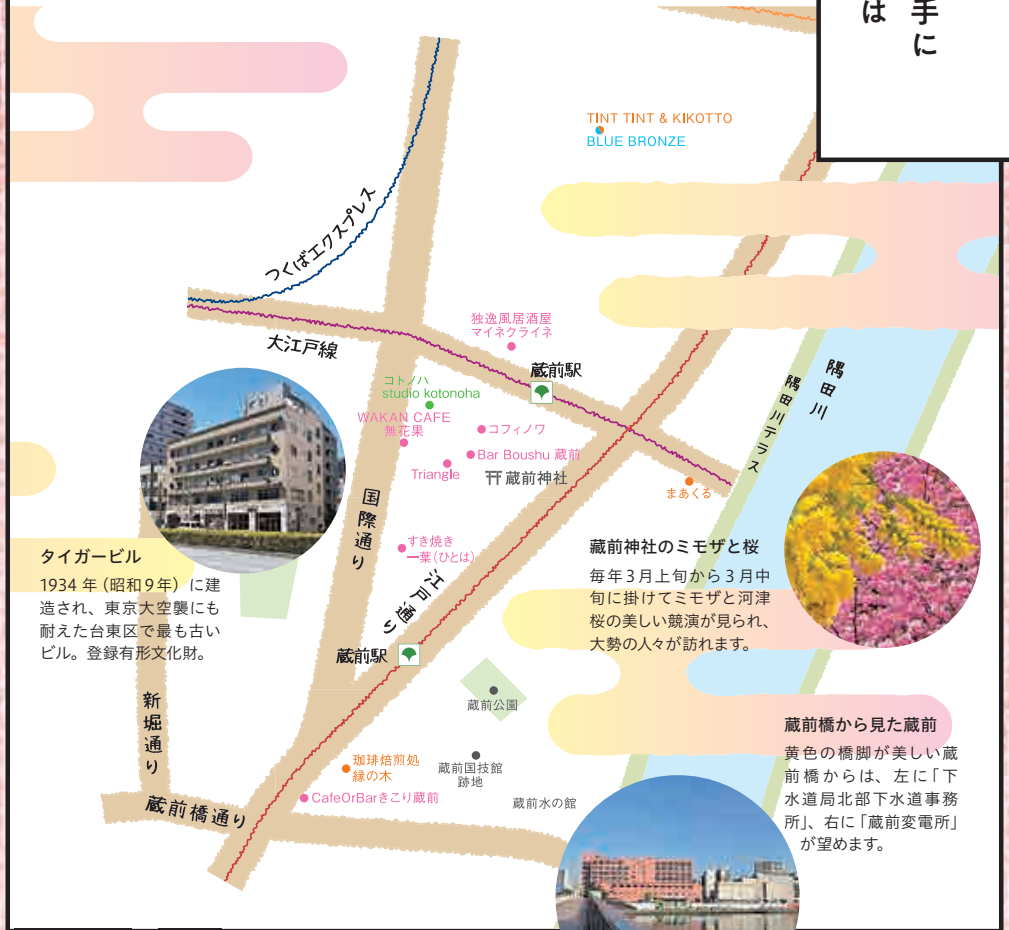 手に
は
TINT TINT & KIKOTTO
BLUE BRONZE
つくばエクスプレス
大江戸線
独逸風居酒屋
マイネクライネ
蔵前駅
コトノハ
studio kotonoha
WAKAN CAFE
無花果
コフィノワ
Bar Boushu 蔵前
Triangle
蔵前神社
まあくる
隅田川
隅田川テラス
国際通り
すき焼き
一葉(ひとは)
江戸通り
蔵前駅
タイガービル
1934 年 (昭和9年) に建
造され、東京大空襲にも
耐えた台東区で最も古い
ビル。登録有形文化財。
蔵前神社のミモザと桜
毎年3月上旬から3月中
旬に掛けてミモザと河津
桜の美しい競演が見られ、
大勢の人々が訪れます。
蔵前公園
新堀通り
珈琲焙煎処
縁の木
蔵前国技館
跡地
CafeOrBarきこり蔵前
蔵前水の館
蔵前橋通り
蔵前橋から見た蔵前
黄色の橋脚が美しい蔵
前橋からは、左に「下
水道局北部下水道事務
所」、右に「蔵前変電所」
が望めます。